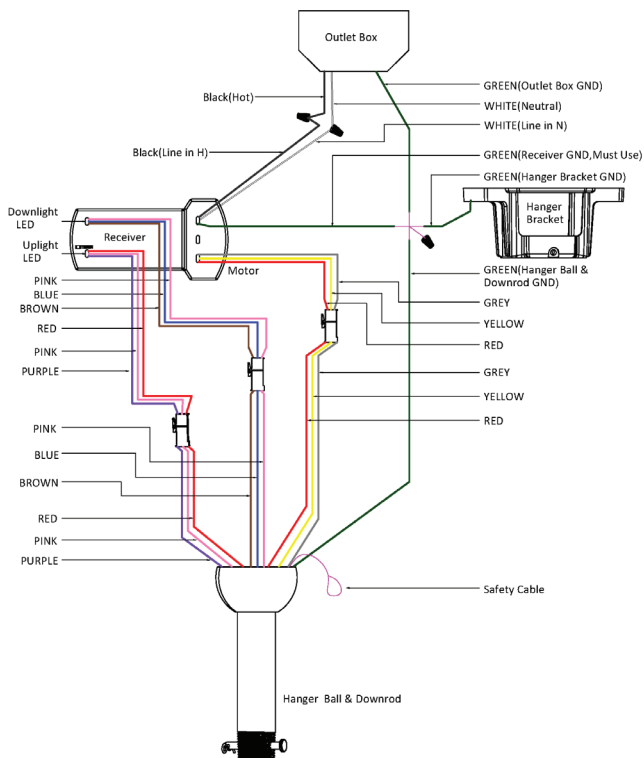 Outlet Box
GREEN(Outlet Box GND)
Black(Hot)
WHITE(Neutral)
WHITE(Line in N)
Black(Line in H)
GREEN(Receiver GND,Must Use)
GREEN(Hanger Bracket GND)
Hanger
Bracket
Downlight
LED
Receiver
Uplight
LED
Motor
GREEN(Hanger Ball &
Downrod GND)
PINK
BLUE
BROWN
RED
PINK
PURPLE
GREY
YELLOW
RED
GREY
YELLOW
RED
PINK
BLUE
BROWN
RED
PINK
PURPLE
Safety Cable
Hanger Ball & Downrod